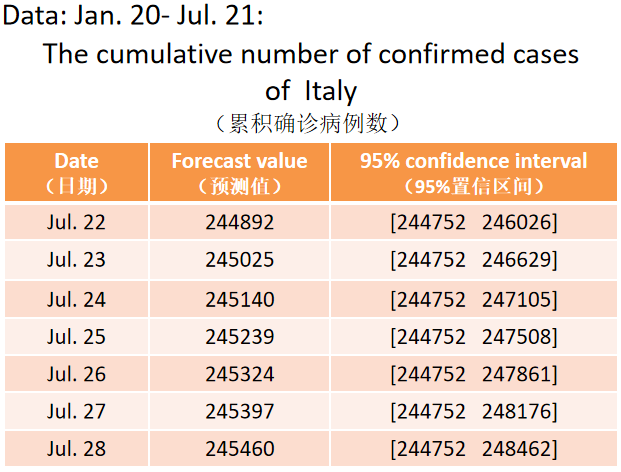 Data: Jan. 20- Jul. 21:
The cumulative number of confirmed cases
of Italy
（累积确诊病例数）
Date Forecast value 95% confidence interval
（日期） （预测值） （95%置信区间）
Jul. 22 244892 [244752 246026]
Jul. 23 245025 [244752 246629]
Jul. 24 245140 [244752 247105]
Jul. 25 245239 [244752 247508]
Jul. 26 245324 [244752 247861]
Jul. 27 245397 [244752 248176]
Jul. 28 245460 [244752 248462]